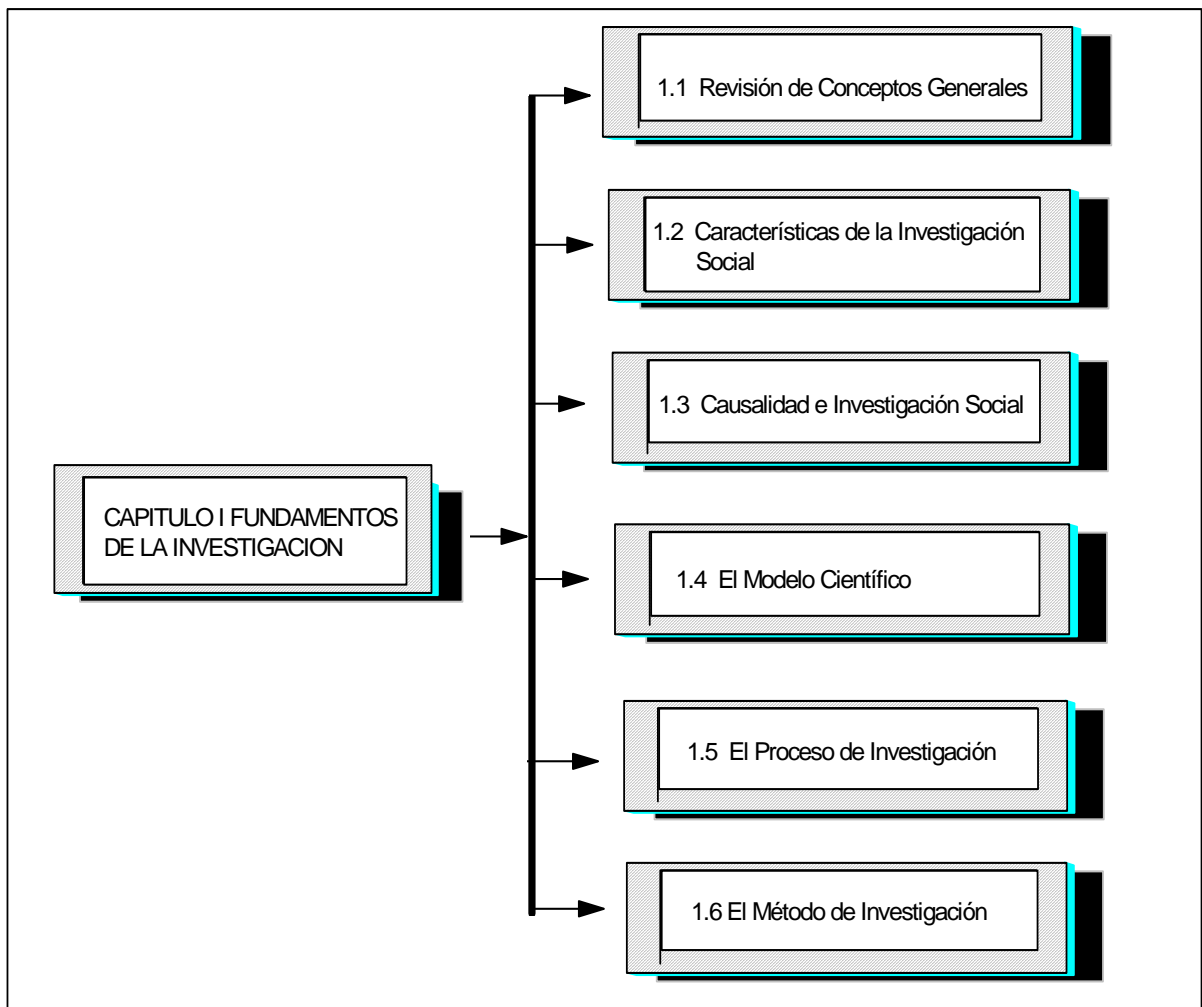 CAPITULO I FUNDAMENTOS
DE LA INVESTIGACION
1.1 Revisión de Conceptos Generales
1.2 Características de la Investigación
Social
1.3 Causalidad e Investigación Social
1.4 El Modelo Científico
1.5 El Proceso de Investigación
1.6 El Método de Investigación